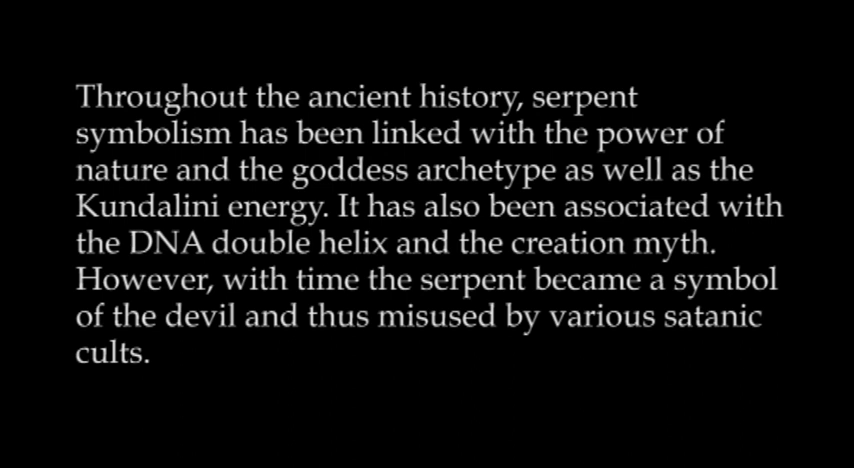 Throughout the ancient history, serpent
symbolism has been linked with the power of
nature and the goddess archetype as well as the
Kundalini energy. It has also been associated with
the DNA double helix and the creation myth.
However, with time the serpent became a symbol
of the devil and thus misused by various satanic
cults.